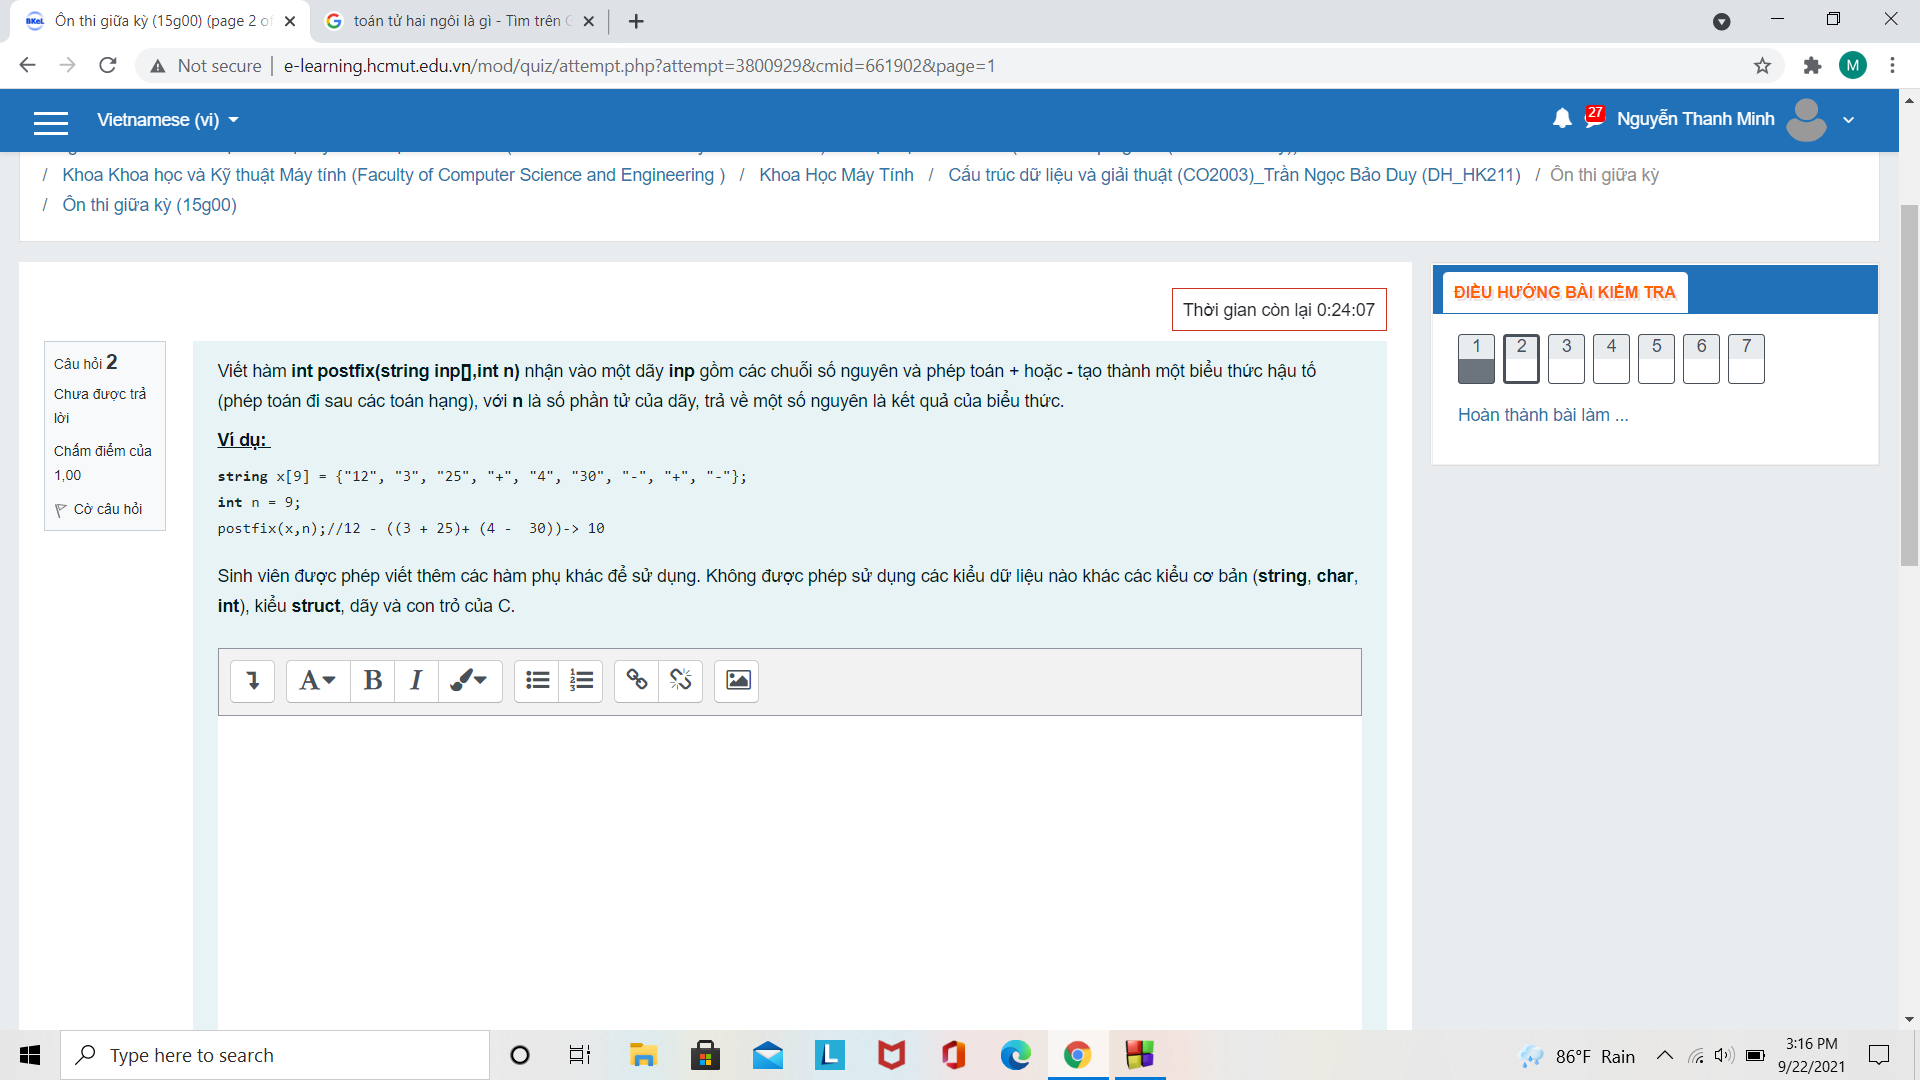 Ôn thi giữa kỳ (15g00) (page 2 of
toán tử hai ngôi là gì - Tìm trên G
Not secure
e-learning.hcmut.edu.vn/mod/quiz/attempt.php?attempt=3800929&cmid=661902&page=1
M
Vietnamese (vi)
27
Nguyễn Thanh Minh
/ Khoa Khoa học và Kỹ thuật Máy tính (Faculty of Computer Science and Engineering ) / Khoa Học Máy Tính / Cấu trúc dữ liệu và giải thuật (CO2003)_Trần Ngọc Bảo Duy (DH_HK211) / Ôn thi giữa kỳ
/ Ôn thi giữa kỳ (15g00)
Thời gian còn lại 0:24:07
ĐIỀU HƯỚNG BÀI KIỂM TRA
1 2 3 4 5 6 7
Hoàn thành bài làm ...
Câu hỏi 2
Chưa được trả
lời
Chấm điểm của
1,00
Cờ câu hỏi
Viết hàm int postfix(string inp[],int n) nhận vào một dãy inp gồm các chuỗi số nguyên và phép toán + hoặc - tạo thành một biểu thức hậu tố
(phép toán đi sau các toán hạng), với n là số phần tử của dãy, trả về một số nguyên là kết quả của biểu thức.
Ví dụ:
string x[9] = {"12", "3", "25", "+", "4", "30", "-", "+", "-"};
int n = 9;
postfix(x,n);//12 - ((3 + 25)+ (4 -  30))-> 10
Sinh viên được phép viết thêm các hàm phụ khác để sử dụng. Không được phép sử dụng các kiểu dữ liệu nào khác các kiểu cơ bản (string, char,
int), kiểu struct, dãy và con trỏ của C.
A B I
Type here to search
L
86°F Rain
3:16 PM
9/22/2021